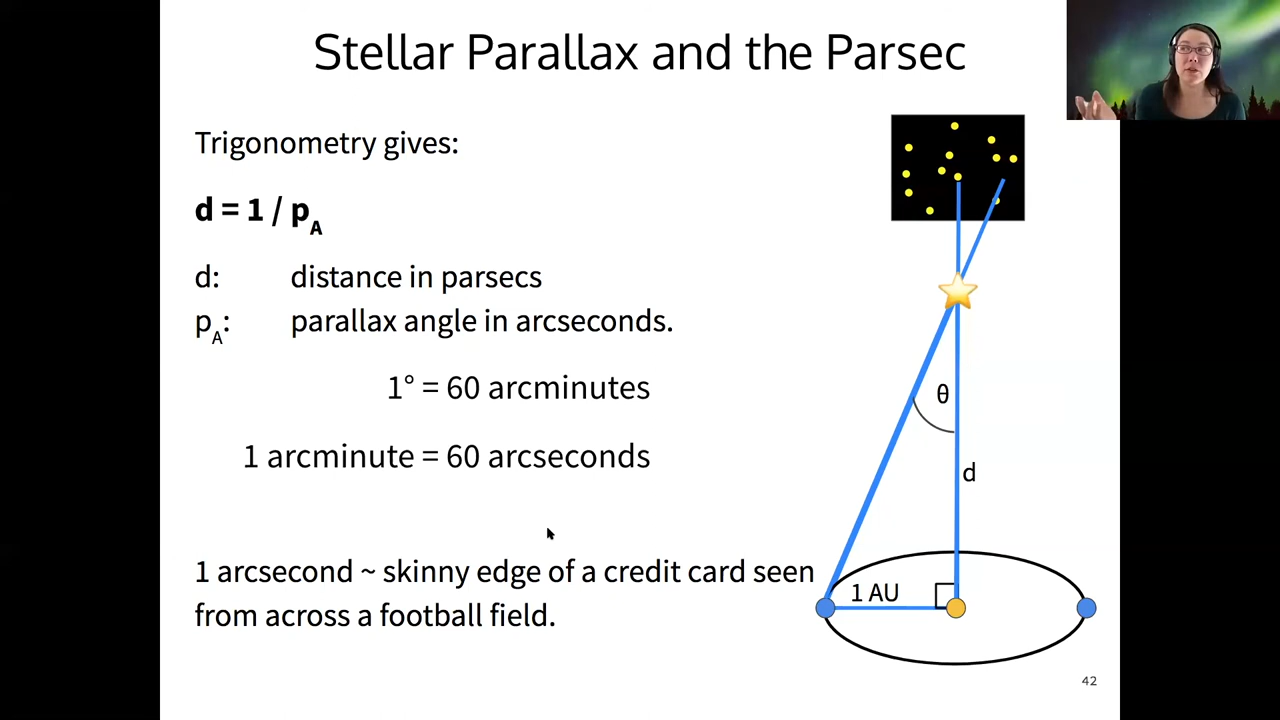 Stellar Parallax and the Parsec
Trigonometry gives:
d = 1 / pA
d: distance in parsecs
pA: parallax angle in arcseconds.
1° = 60 arcminutes
1 arcminute = 60 arcseconds
1 arcsecond ~ skinny edge of a credit card seen
from across a football field.
θ
d
1 AU
42